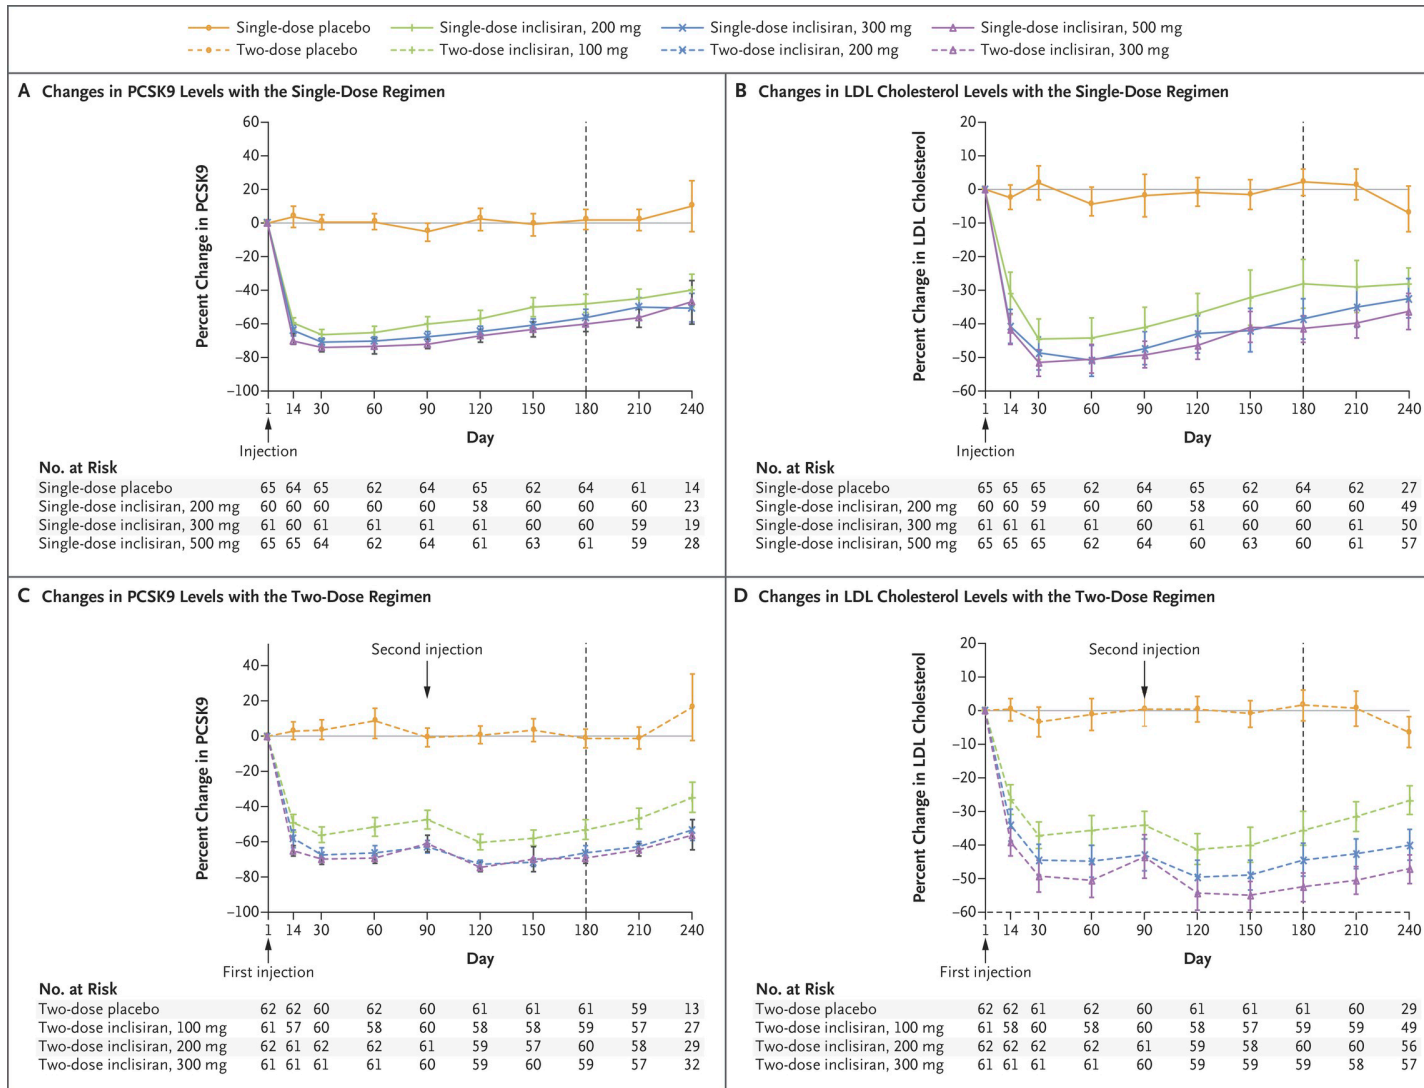 Single-dose placebo Single-dose inclisiran, 200 mg Single-dose inclisiran, 300 mg Single-dose inclisiran, 500 mg
Two-dose placebo Two-dose inclisiran, 100 mg Two-dose inclisiran, 200 mg Two-dose inclisiran, 300 mg
A Changes in PCSK9 Levels with the Single-Dose Regimen
Percent Change in PCSK9
60
40
20
0
–20
–40
–60
–80
–100
1 14 30 60 90 120 150 180 210 240
Day
Injection
No. at Risk
Single-dose placebo 65 64 65 62 64 65 62 64 61 14
Single-dose inclisiran, 200 mg 60 60 60 60 60 58 60 60 60 23
Single-dose inclisiran, 300 mg 61 60 61 61 61 61 60 60 59 19
Single-dose inclisiran, 500 mg 65 65 64 62 64 61 63 61 59 28
B Changes in LDL Cholesterol Levels with the Single-Dose Regimen
Percent Change in LDL Cholesterol
20
10
0
–10
–20
–30
–40
–50
–60
1 14 30 60 90 120 150 180 210 240
Day
Injection
No. at Risk
Single-dose placebo 65 65 65 62 64 65 62 64 62 27
Single-dose inclisiran, 200 mg 60 60 59 60 60 58 60 60 60 49
Single-dose inclisiran, 300 mg 61 61 61 61 60 61 60 60 61 50
Single-dose inclisiran, 500 mg 65 65 65 62 64 60 63 60 61 57
C Changes in PCSK9 Levels with the Two-Dose Regimen
Second injection
Percent Change in PCSK9
40
20
0
–20
–40
–60
–80
–100
1 14 30 60 90 120 150 180 210 240
Day
First injection
No. at Risk
Two-dose placebo 62 62 60 62 60 61 61 61 59 13
Two-dose inclisiran, 100 mg 61 57 60 58 60 58 58 59 57 27
Two-dose inclisiran, 200 mg 62 61 62 62 61 59 57 60 58 29
Two-dose inclisiran, 300 mg 61 61 61 61 60 59 60 59 57 32
D Changes in LDL Cholesterol Levels with the Two-Dose Regimen
Second injection
Percent Change in LDL Cholesterol
20
10
0
–10
–20
–30
–40
–50
–60
1 14 30 60 90 120 150 180 210 240
Day
First injection
No. at Risk
Two-dose placebo 62 62 61 62 60 61 61 61 60 29
Two-dose inclisiran, 100 mg 61 58 60 58 60 58 57 59 59 49
Two-dose inclisiran, 200 mg 62 62 62 62 61 59 58 60 60 56
Two-dose inclisiran, 300 mg 61 61 61 61 60 59 59 59 58 57